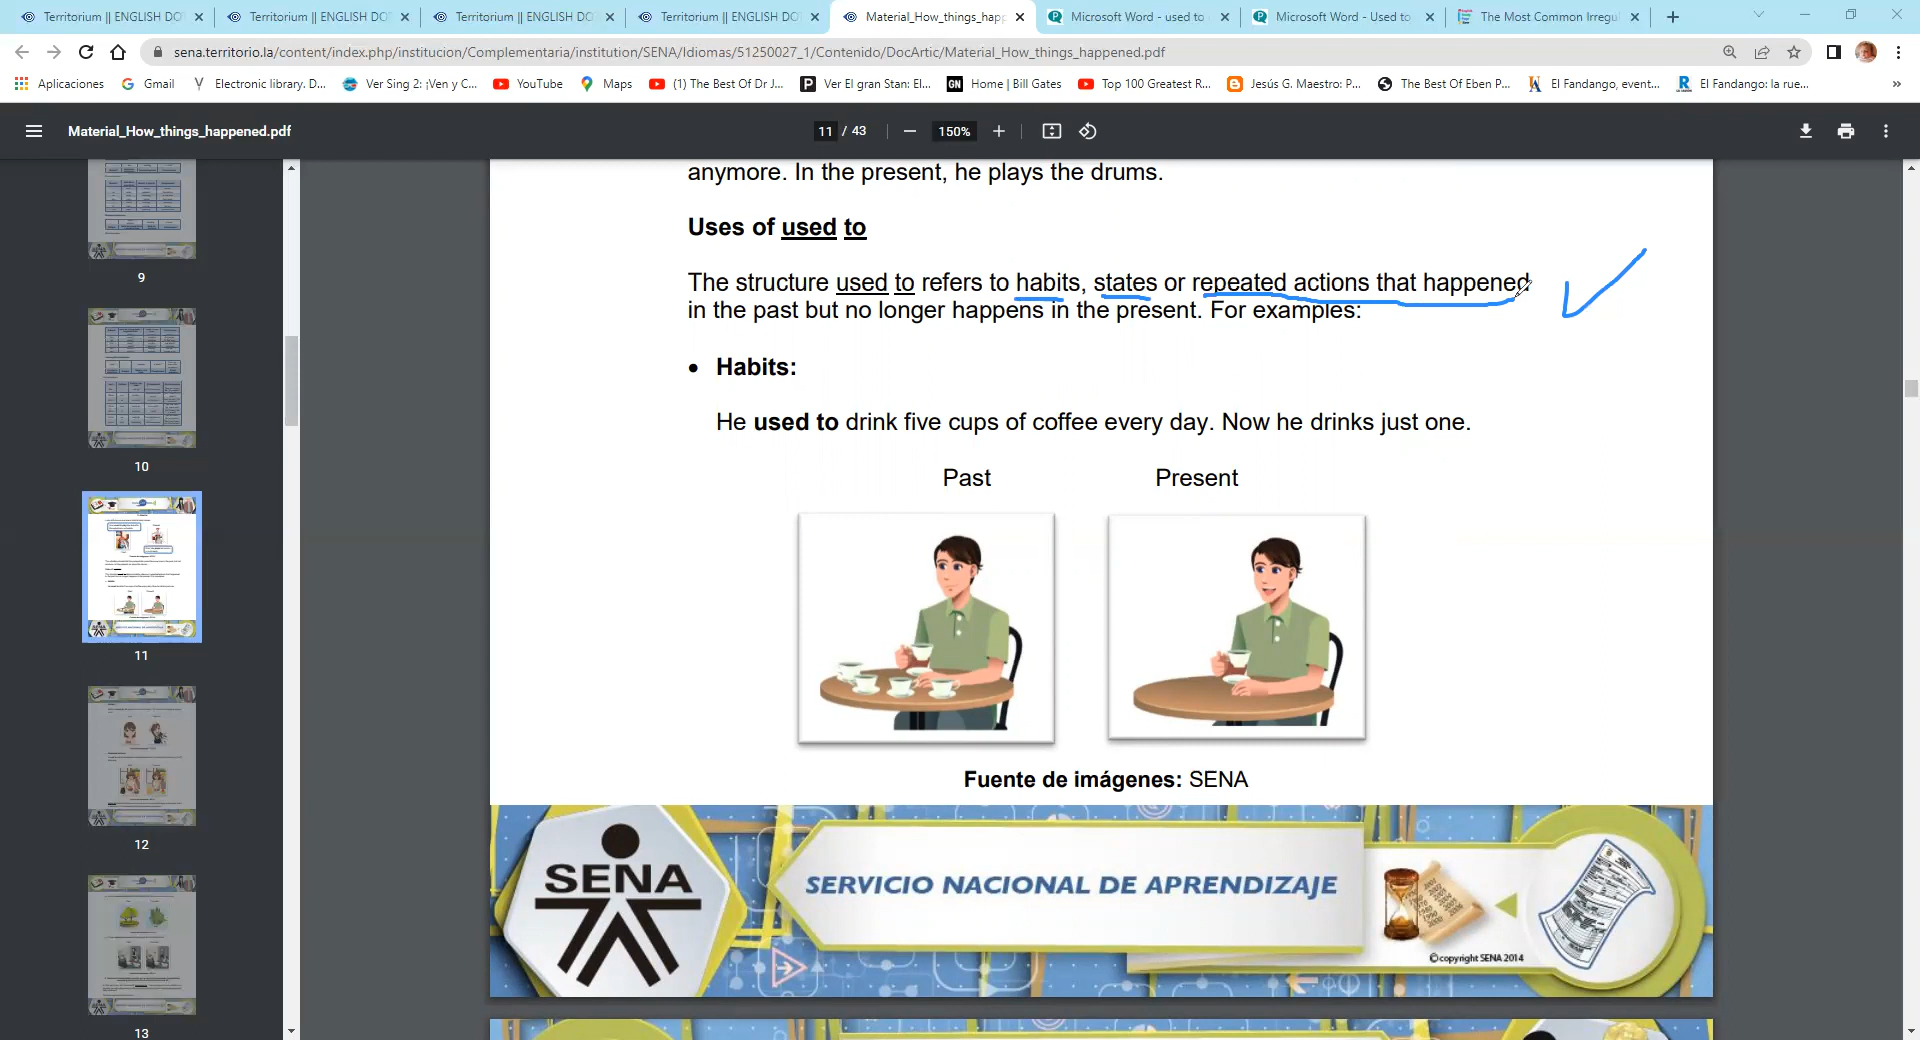 Territorium || ENGLISH DO
Territorium || ENGLISH DO
Territorium || ENGLISH DO
Territorium || ENGLISH DO
Material_How_things_happ
Microsoft Word - used to
Microsoft Word - Used to
The Most Common Irregu
sena.territorio.la/content/index.php/institucion/Complementaria/institution/SENA/Idiomas/51250027_1/Contenido/DocArtic/Material_How_things_happened.pdf
Aplicaciones
Gmail
Electronic library. D...
Ver Sing 2: ¡Ven y C...
YouTube
Maps
(1) The Best Of Dr J...
Ver El gran Stan: El...
Home | Bill Gates
Top 100 Greatest R...
Jesús G. Maestro: P...
The Best Of Eben P...
El Fandango, event...
El Fandango: la rue...
»
Material_How_things_happened.pdf
11 / 43
150%
9
10
11
12
13
anymore. In the present, he plays the drums.
Uses of used to
The structure used to refers to habits, states or repeated actions that happened
in the past but no longer happens in the present. For examples:
• Habits:
He used to drink five cups of coffee every day. Now he drinks just one.
Past Present
Fuente de imágenes: SENA
SENA
SERVICIO NACIONAL DE APRENDIZAJE
©copyright SENA 2014